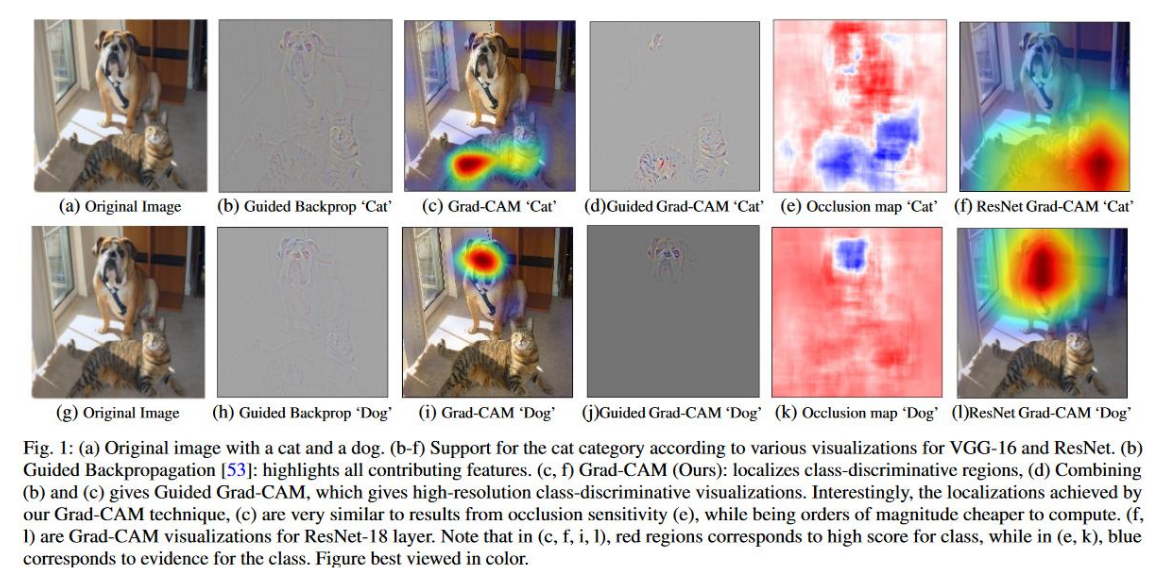 (a) Original Image (b) Guided Backprop ‘Cat’ (c) Grad-CAM ‘Cat’ (d)Guided Grad-CAM ‘Cat’ (e) Occlusion map ‘Cat’ (f) ResNet Grad-CAM ‘Cat’
(g) Original Image (h) Guided Backprop ‘Dog’ (i) Grad-CAM ‘Dog’ (j)Guided Grad-CAM ‘Dog’ (k) Occlusion map ‘Dog’ (l)ResNet Grad-CAM ‘Dog’
Fig. 1: (a) Original image with a cat and a dog. (b-f) Support for the cat category according to various visualizations for VGG-16 and ResNet. (b)
Guided Backpropagation [53]: highlights all contributing features. (c, f) Grad-CAM (Ours): localizes class-discriminative regions, (d) Combining
(b) and (c) gives Guided Grad-CAM, which gives high-resolution class-discriminative visualizations. Interestingly, the localizations achieved by
our Grad-CAM technique, (c) are very similar to results from occlusion sensitivity (e), while being orders of magnitude cheaper to compute. (f,
l) are Grad-CAM visualizations for ResNet-18 layer. Note that in (c, f, i, l), red regions corresponds to high score for class, while in (e, k), blue
corresponds to evidence for the class. Figure best viewed in color.